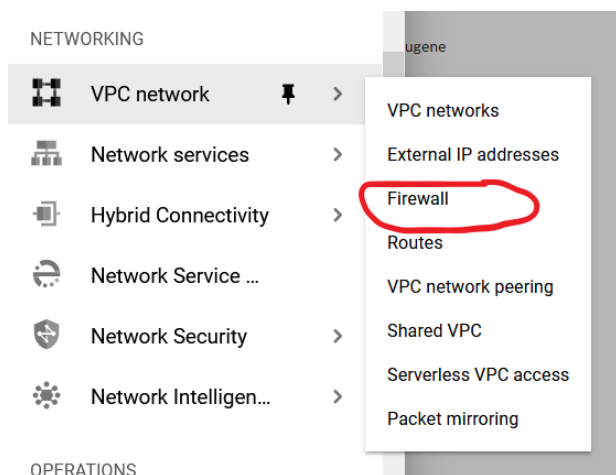 NETWORKING
ugene
VPC network
Network services
Hybrid Connectivity
Network Service ...
Network Security
Network Intelligen...
VPC networks
External IP addresses
Firewall
Routes
VPC network peering
Shared VPC
Serverless VPC access
Packet mirroring
OPERATIONS